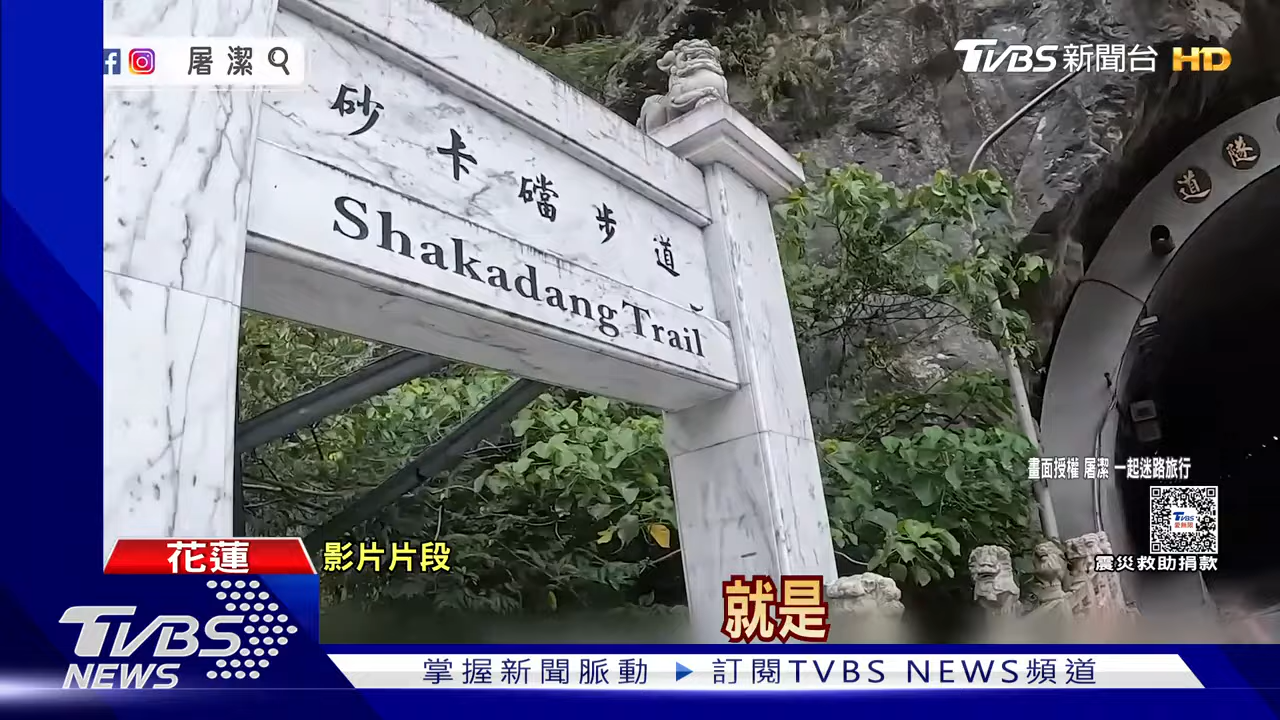 屠潔
TVBS新聞台 HD
砂卡礑步道
Shakadang Trail
隧道
畫面授權 屠潔 一起迷路旅行
震災救助捐款
花蓮
影片片段
就是
TVBS
NEWS
掌握新聞脈動 訂閱TVBS NEWS頻道